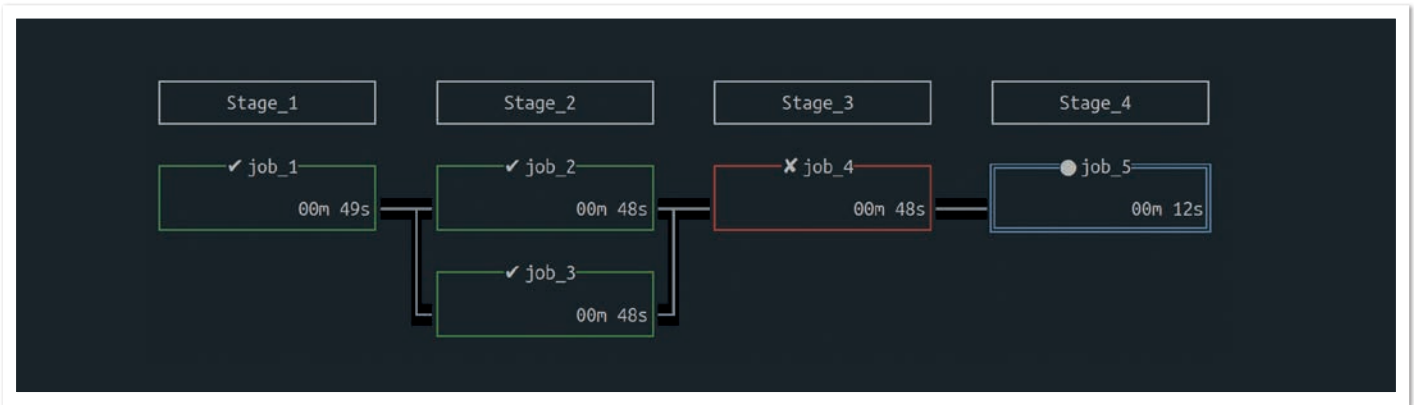 Stage_1 Stage_2 Stage_3 Stage_4
✔ job_1 ✔ job_2 ✘ job_4 ● job_5
00m 49s 00m 48s 00m 48s 00m 12s
✔ job_3
00m 48s